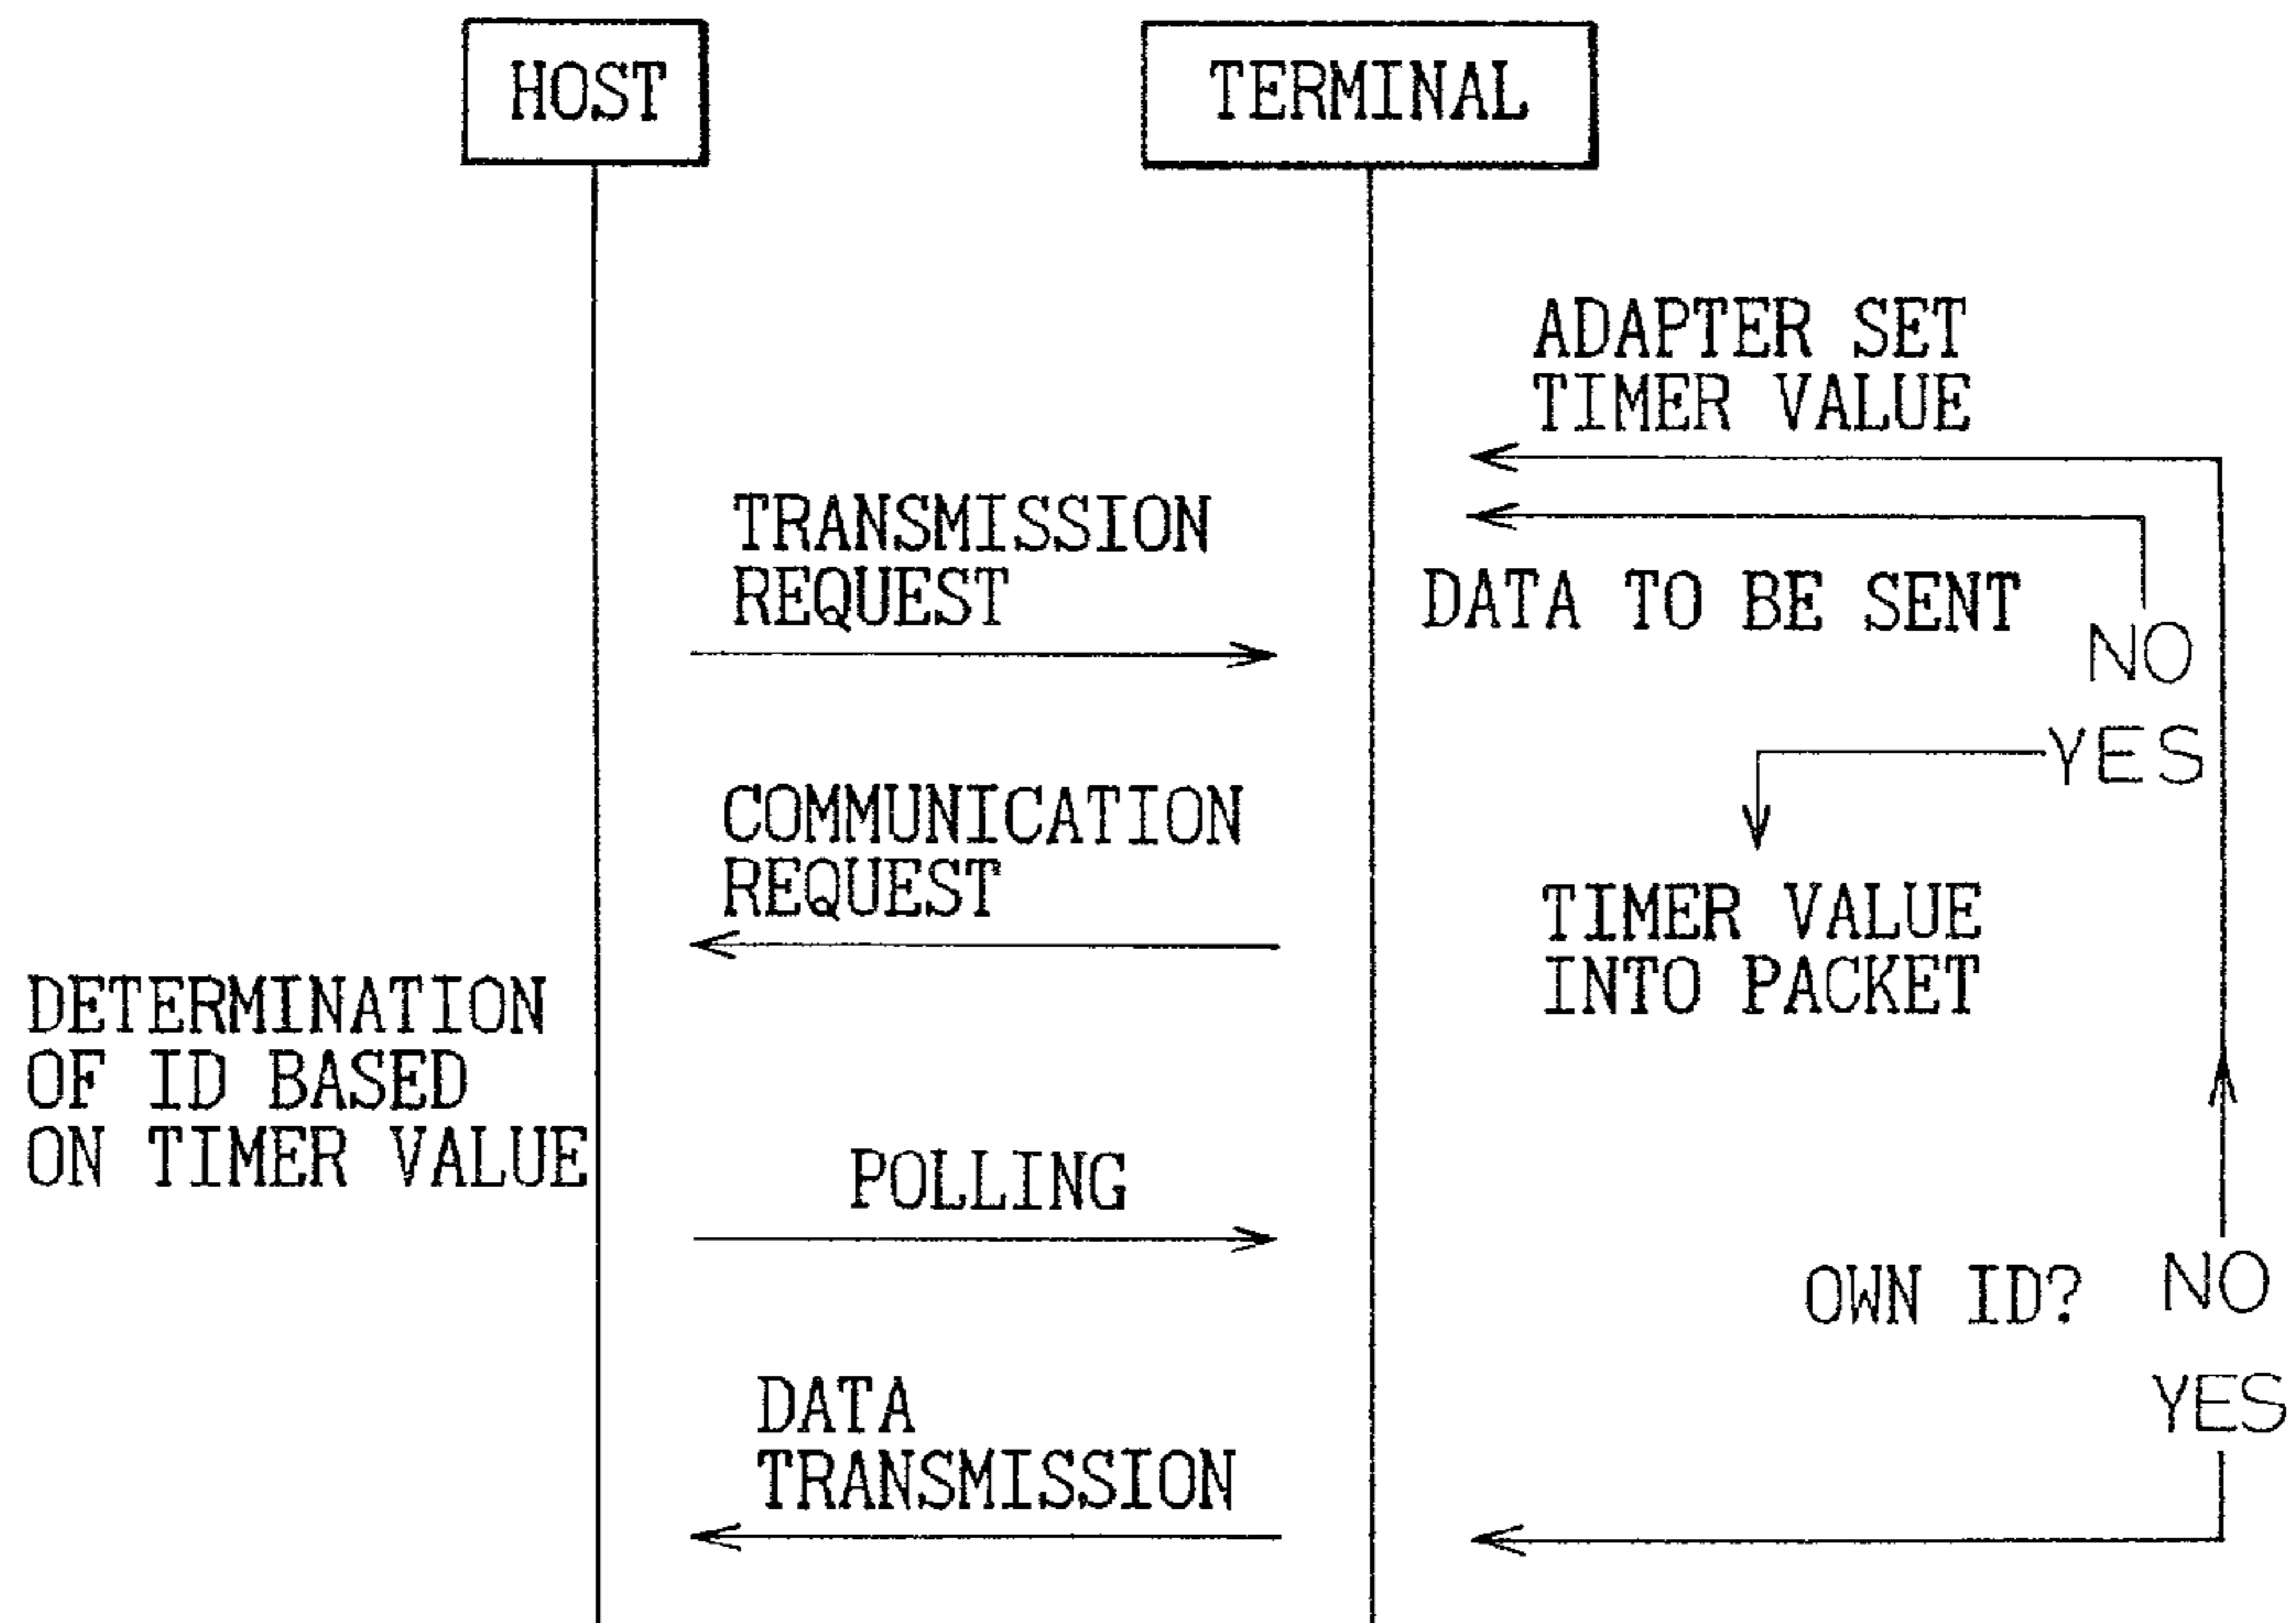 HOST
TERMINAL
ADAPTER SET
TIMER VALUE
TRANSMISSION
REQUEST
DATA TO BE SENT
NO
YES
COMMUNICATION
REQUEST
TIMER VALUE
INTO PACKET
DETERMINATION
OF ID BASED
ON TIMER VALUE
POLLING
OWN ID? NO
YES
DATA
TRANSMISSION